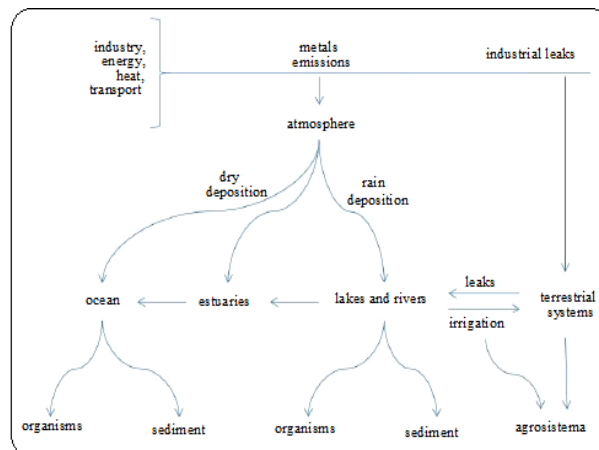 industry,
energy,
heat,
transport
metals
emissions
industrial leaks
atmosphere
dry
deposition
rain
deposition
ocean
estuaries
lakes and rivers
leaks
irrigation
terrestrial
systems
organisms
sediment
organisms
sediment
agrosistema